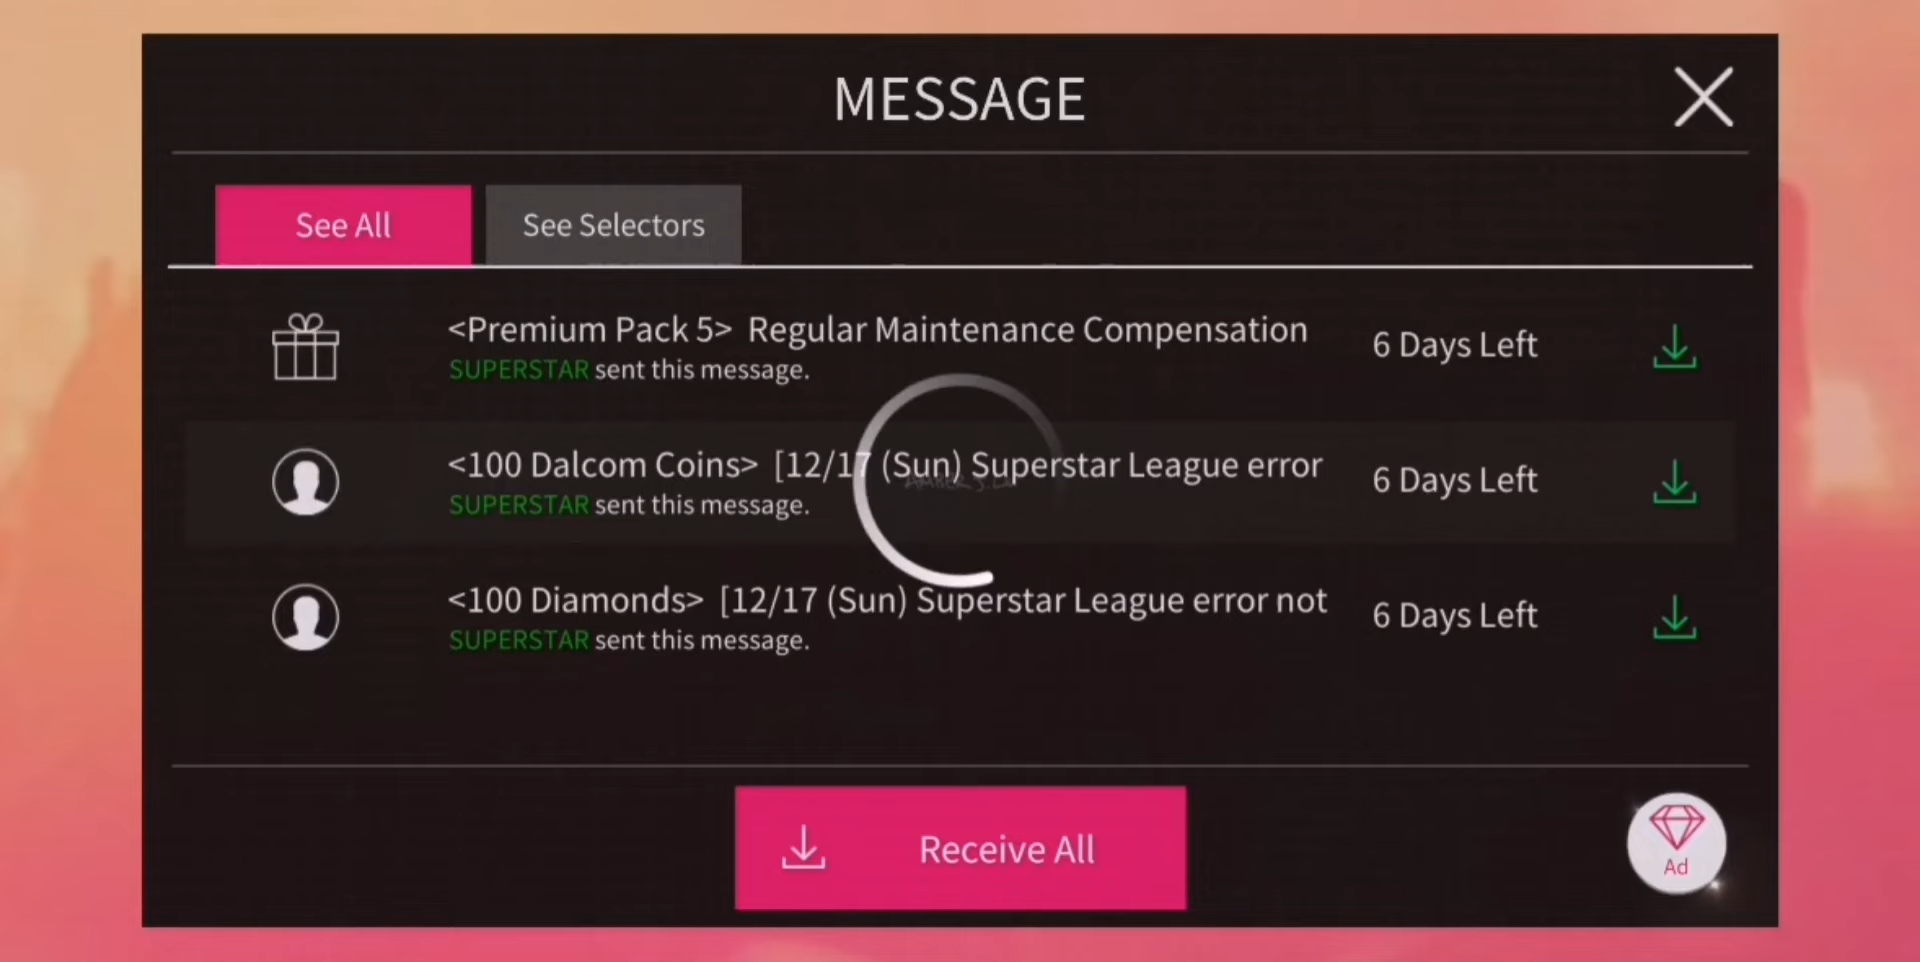 MESSAGE
See All
See Selectors
<Premium Pack 5> Regular Maintenance Compensation
SUPERSTAR sent this message.
6 Days Left
<100 Dalcom Coins> [12/17 (Sun) Superstar League error
SUPERSTAR sent this message.
6 Days Left
<100 Diamonds> [12/17 (Sun) Superstar League error not
SUPERSTAR sent this message.
6 Days Left
Receive All
Ad